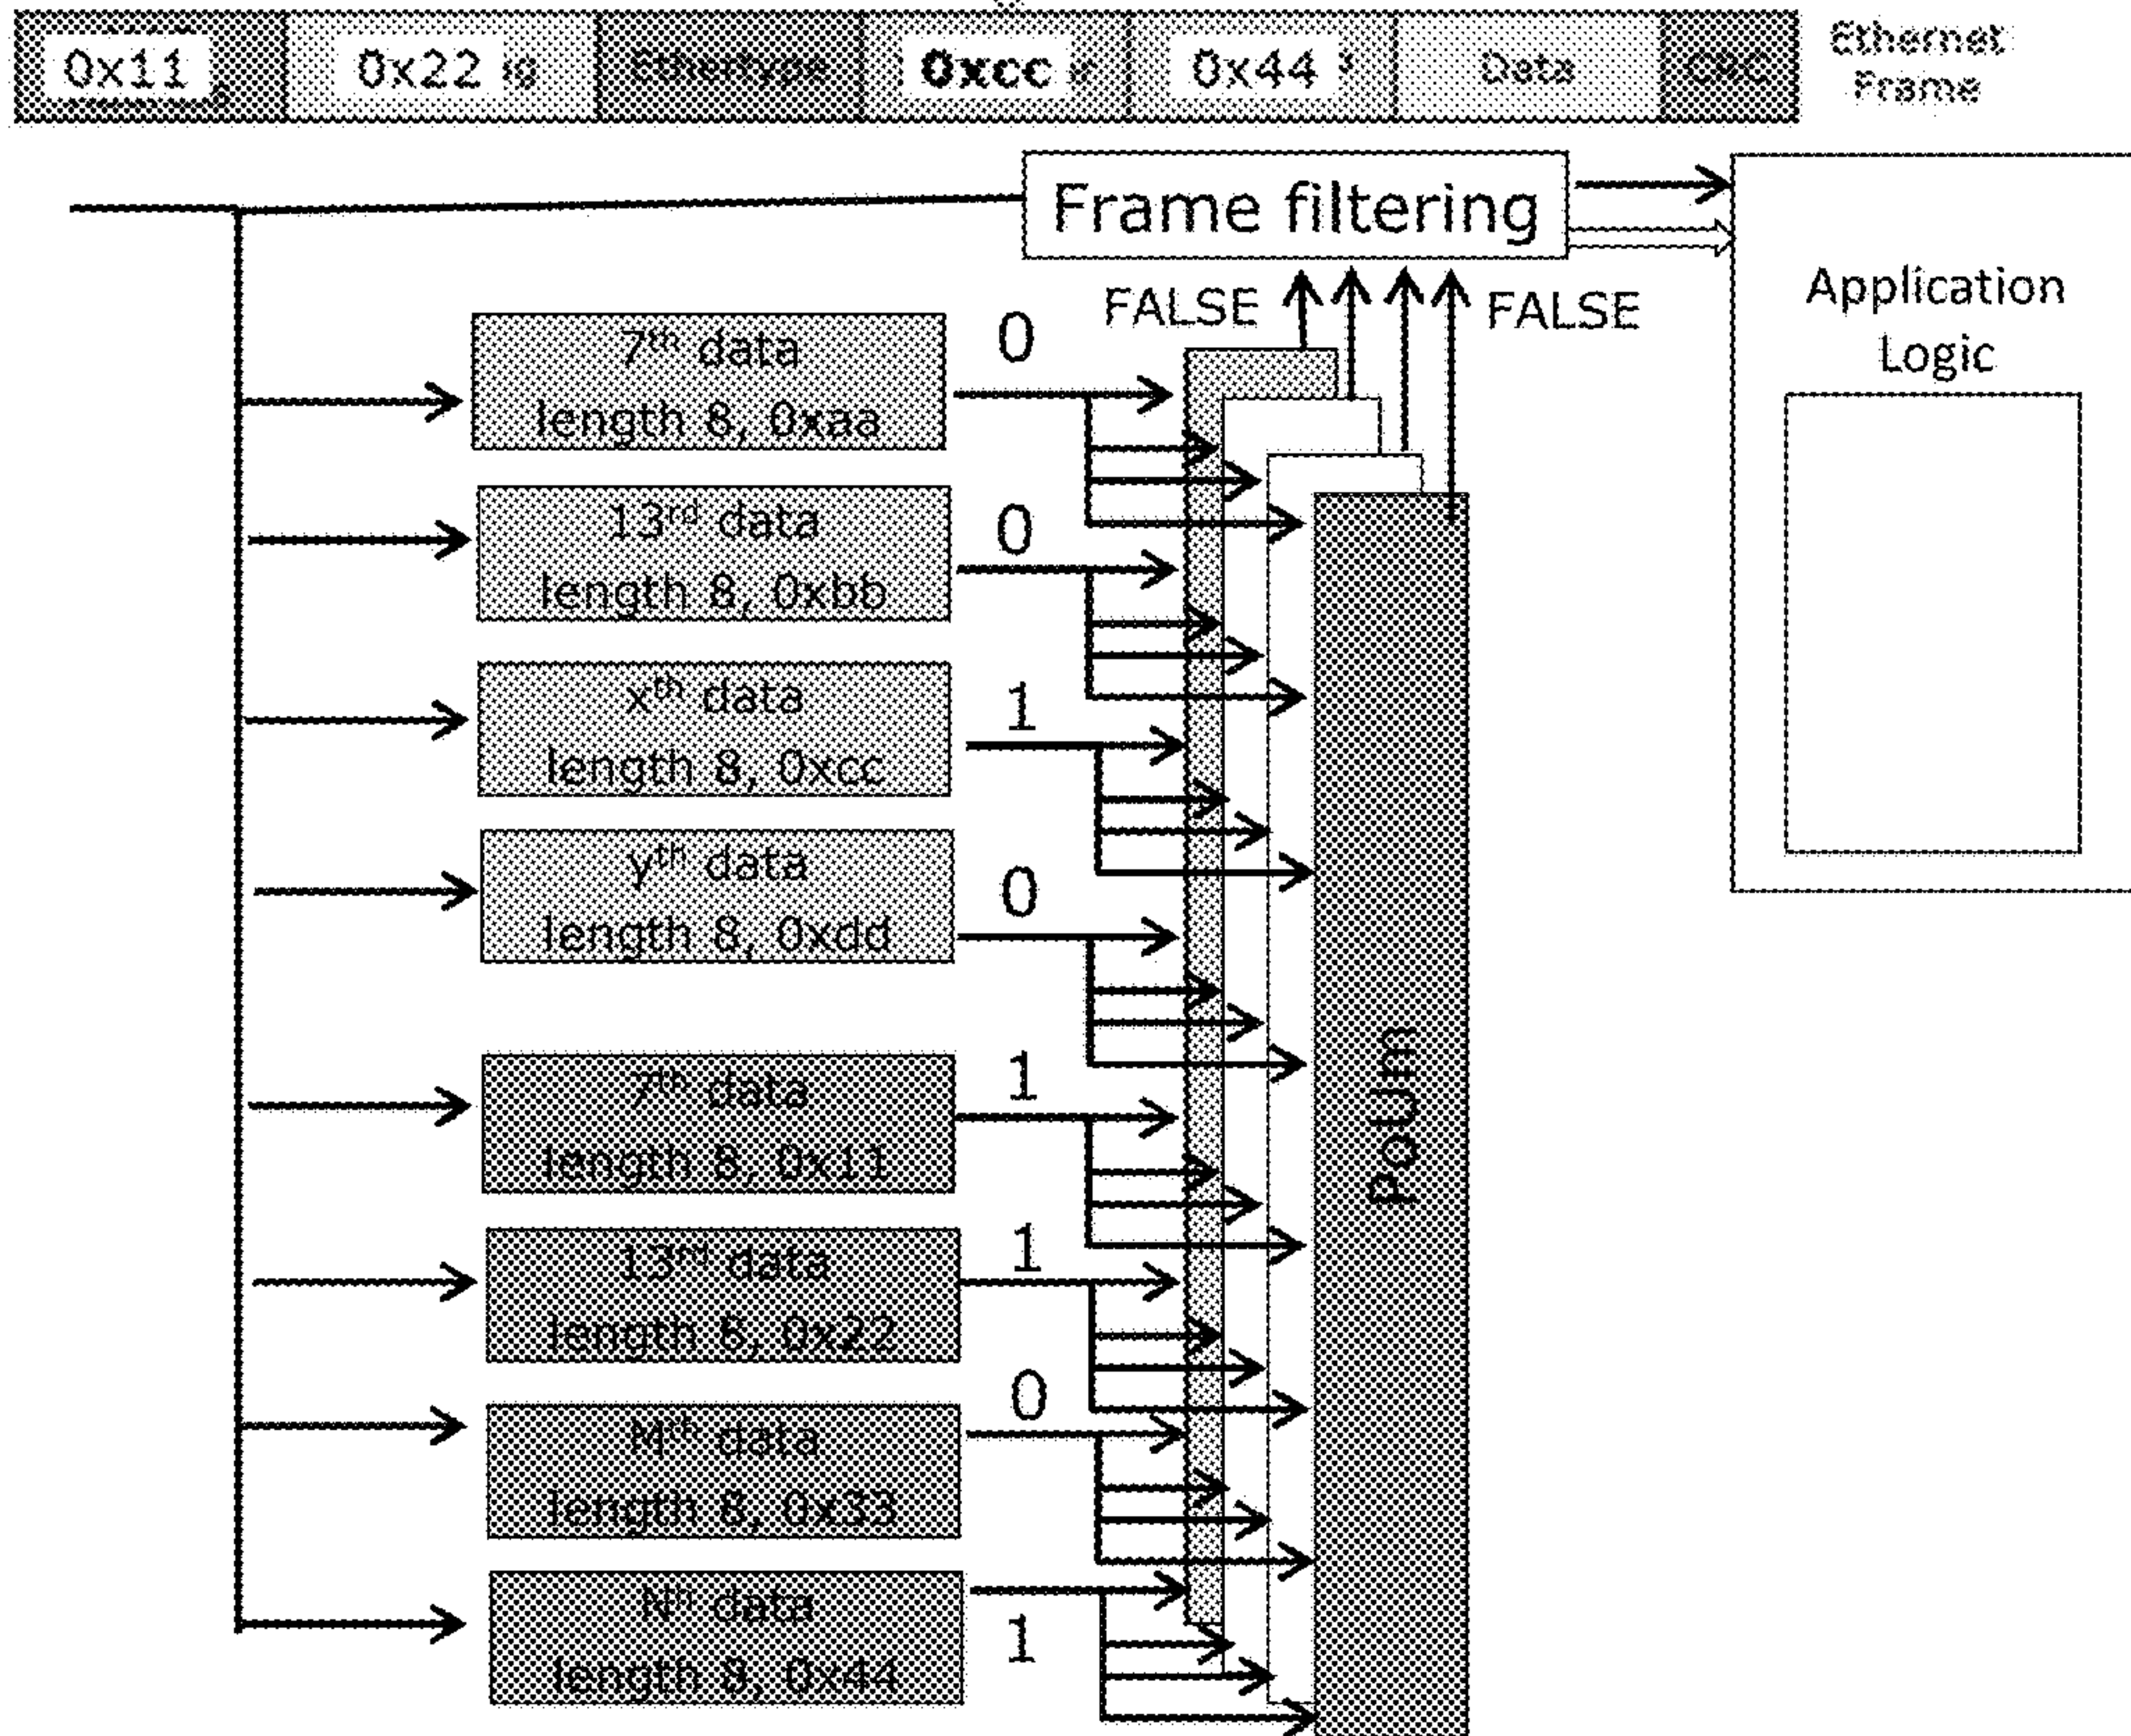 0x11
0x22
Ethertype
0xcc
0x44
Data
CRC
Ethernet
Frame
Frame filtering
FALSE
FALSE
Application
Logic
7th data
length 8, 0xaa
0
13rd data
length 8, 0xbb
0
xth data
length 8, 0xcc
1
yth data
length 8, 0xdd
0
7th data
length 8, 0x11
1
13rd data
length 8, 0x22
1
Mth data
length 8, 0x33
0
Nth data
length 8, 0x44
1
PoUm